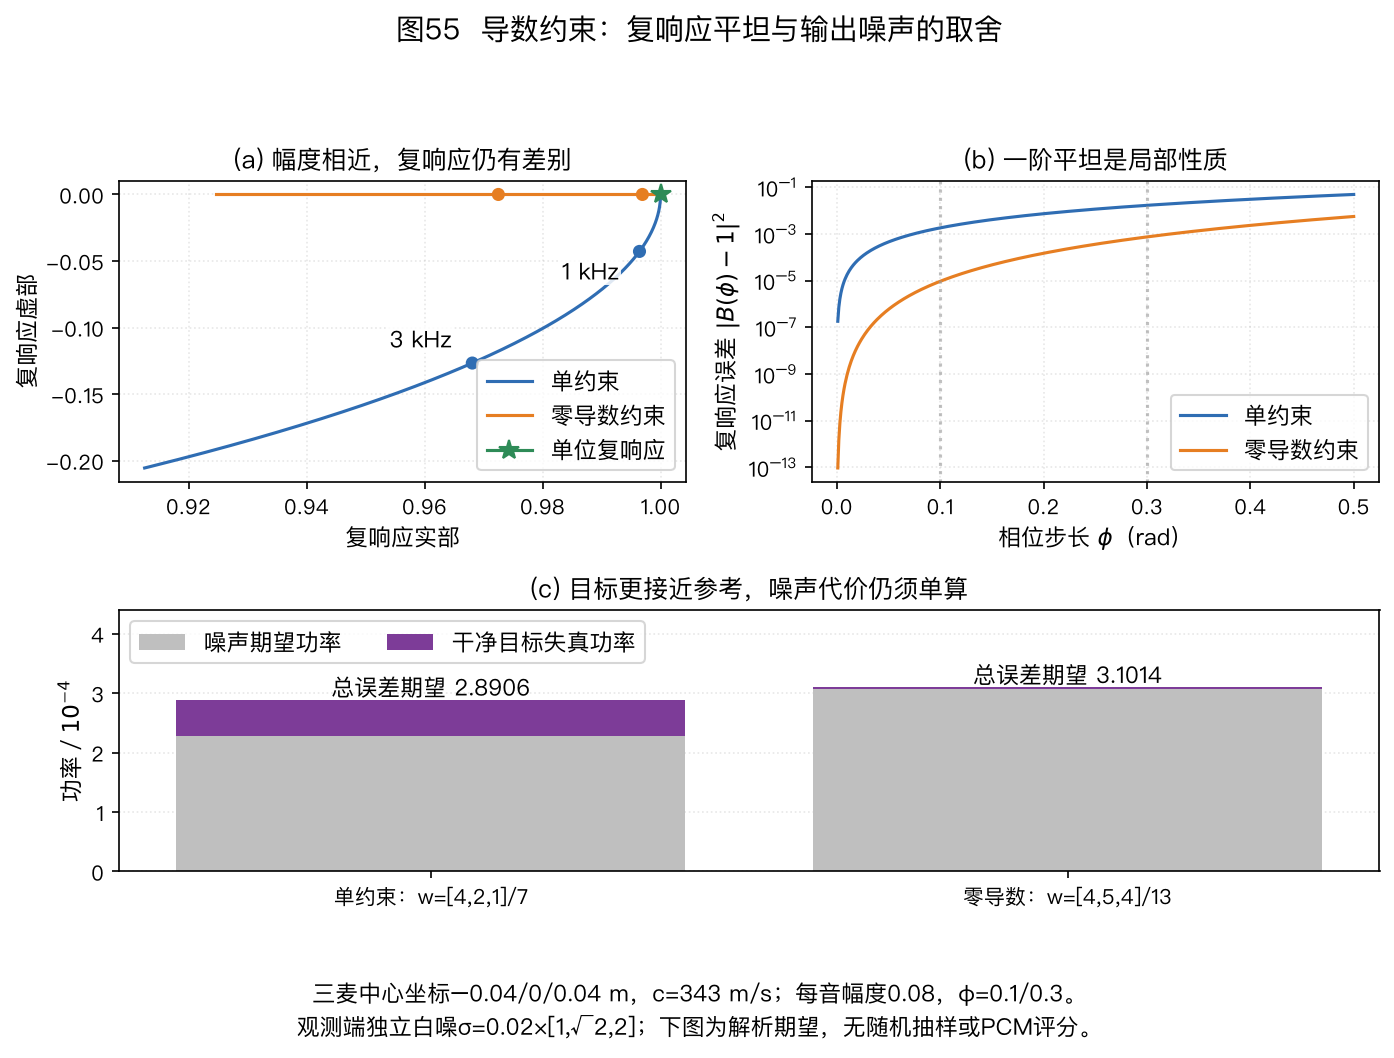 图55 导数约束：复响应平坦与输出噪声的取舍
(a) 幅度相近，复响应仍有差别
复响应虚部
0.00
−0.05
−0.10
−0.15
−0.20
1 kHz
3 kHz
单约束
零导数约束
单位复响应
0.92 0.94 0.96 0.98 1.00
复响应实部
(b) 一阶平坦是局部性质
复响应误差 |B(ϕ) − 1|²
10⁻¹
10⁻³
10⁻⁵
10⁻⁷
10⁻⁹
10⁻¹¹
10⁻¹³
单约束
零导数约束
0.0 0.1 0.2 0.3 0.4 0.5
相位步长 ϕ（rad）
(c) 目标更接近参考，噪声代价仍须单算
功率 / 10⁻⁴
4
3
2
1
0
噪声期望功率 干净目标失真功率
总误差期望 2.8906
总误差期望 3.1014
单约束：w=[4,2,1]/7
零导数：w=[4,5,4]/13
三麦中心坐标−0.04/0/0.04 m，c=343 m/s；每音幅度0.08，ϕ=0.1/0.3。
观测端独立白噪σ=0.02×[1,√2,2]；下图为解析期望，无随机抽样或PCM评分。